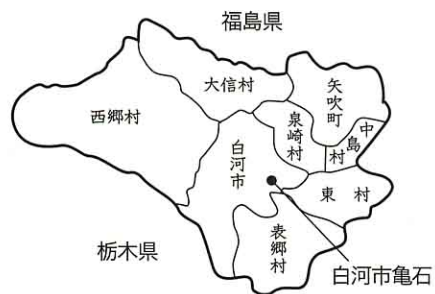 福島県
大信村
矢吹町
西郷村
泉崎村
中島村
白河市
東村
表郷村
栃木県
白河市亀石